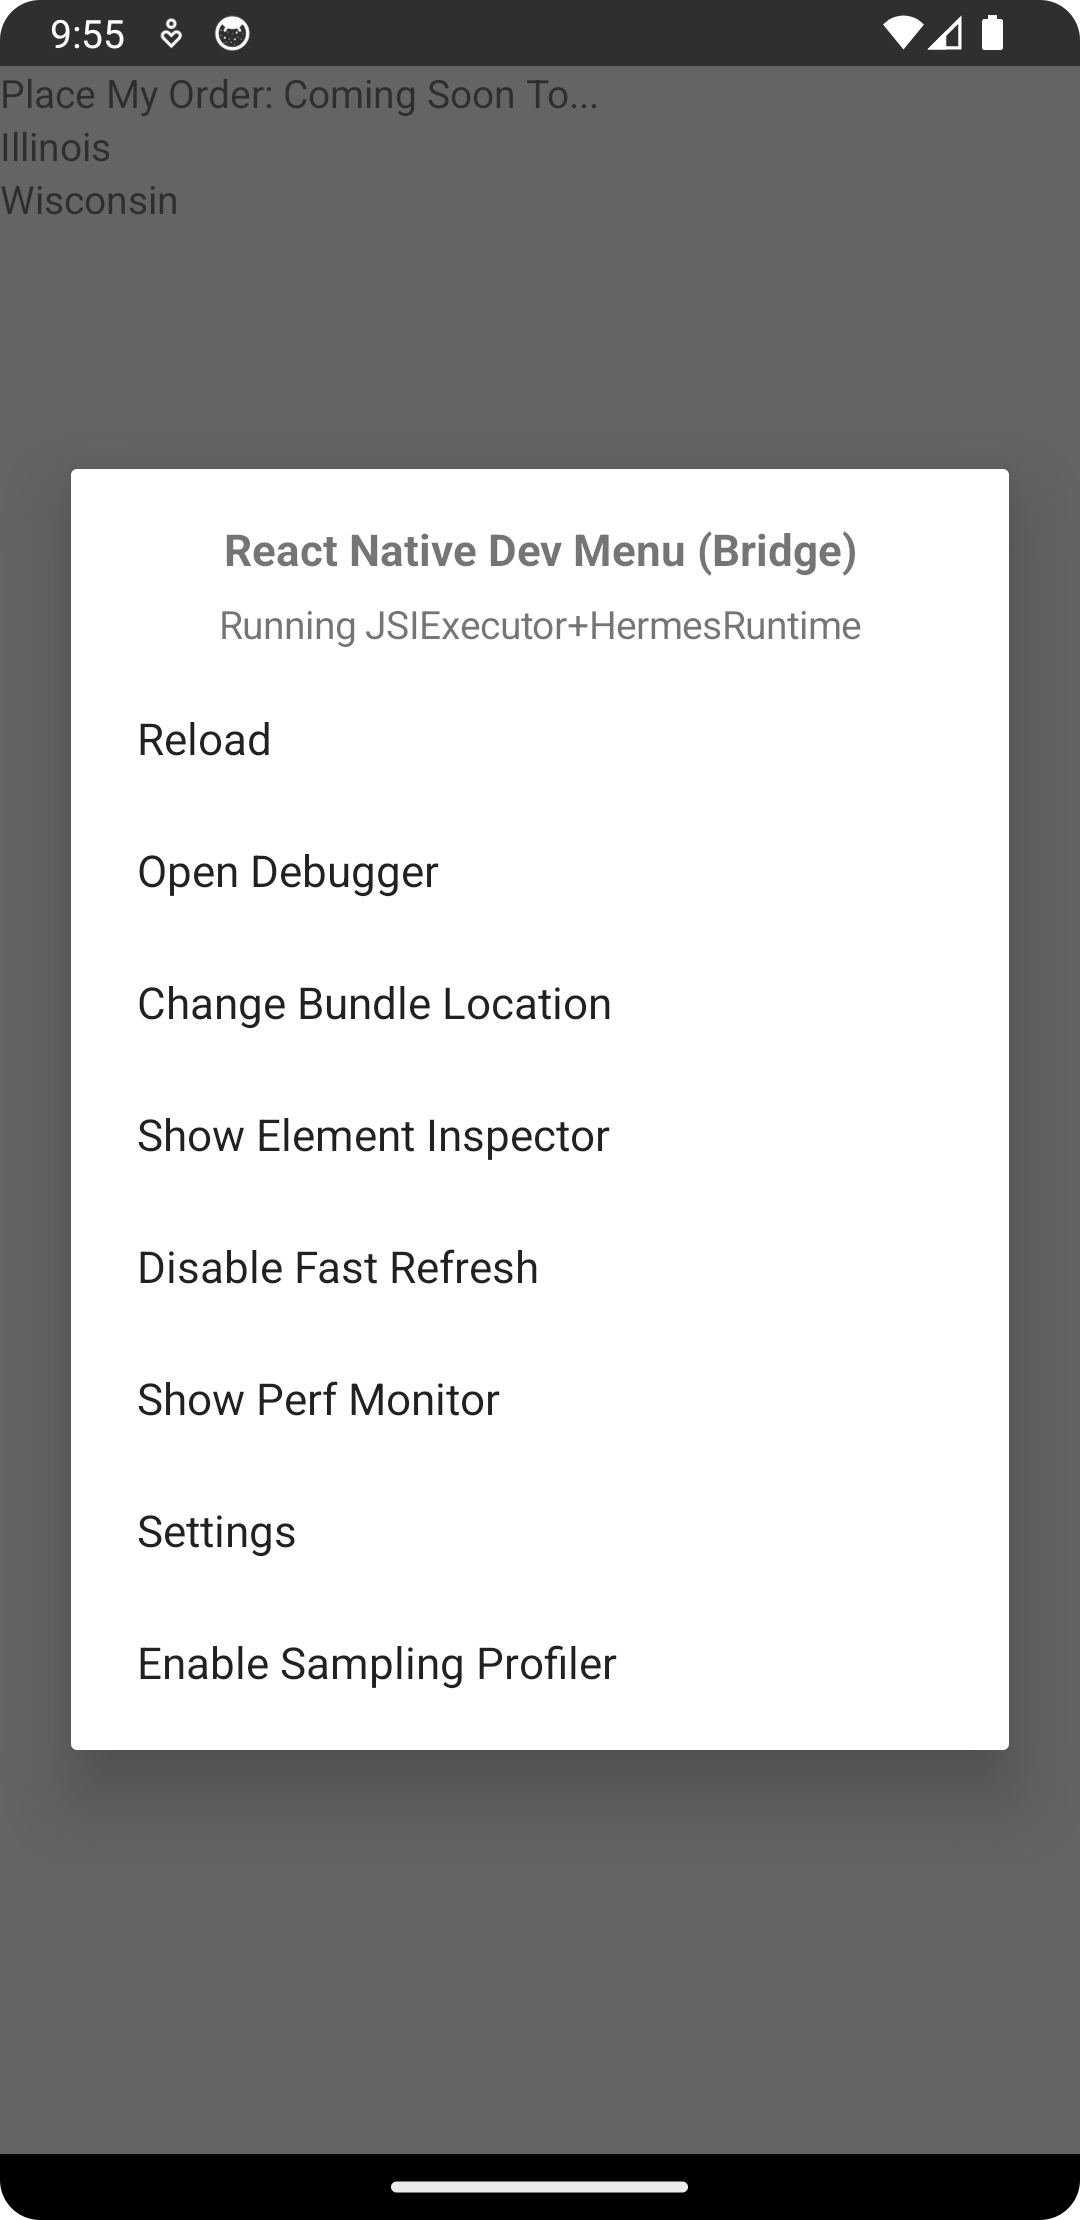 9:55
Place My Order: Coming Soon To...
Illinois
Wisconsin
React Native Dev Menu (Bridge)
Running JSIExecutor+HermesRuntime
Reload
Open Debugger
Change Bundle Location
Show Element Inspector
Disable Fast Refresh
Show Perf Monitor
Settings
Enable Sampling Profiler